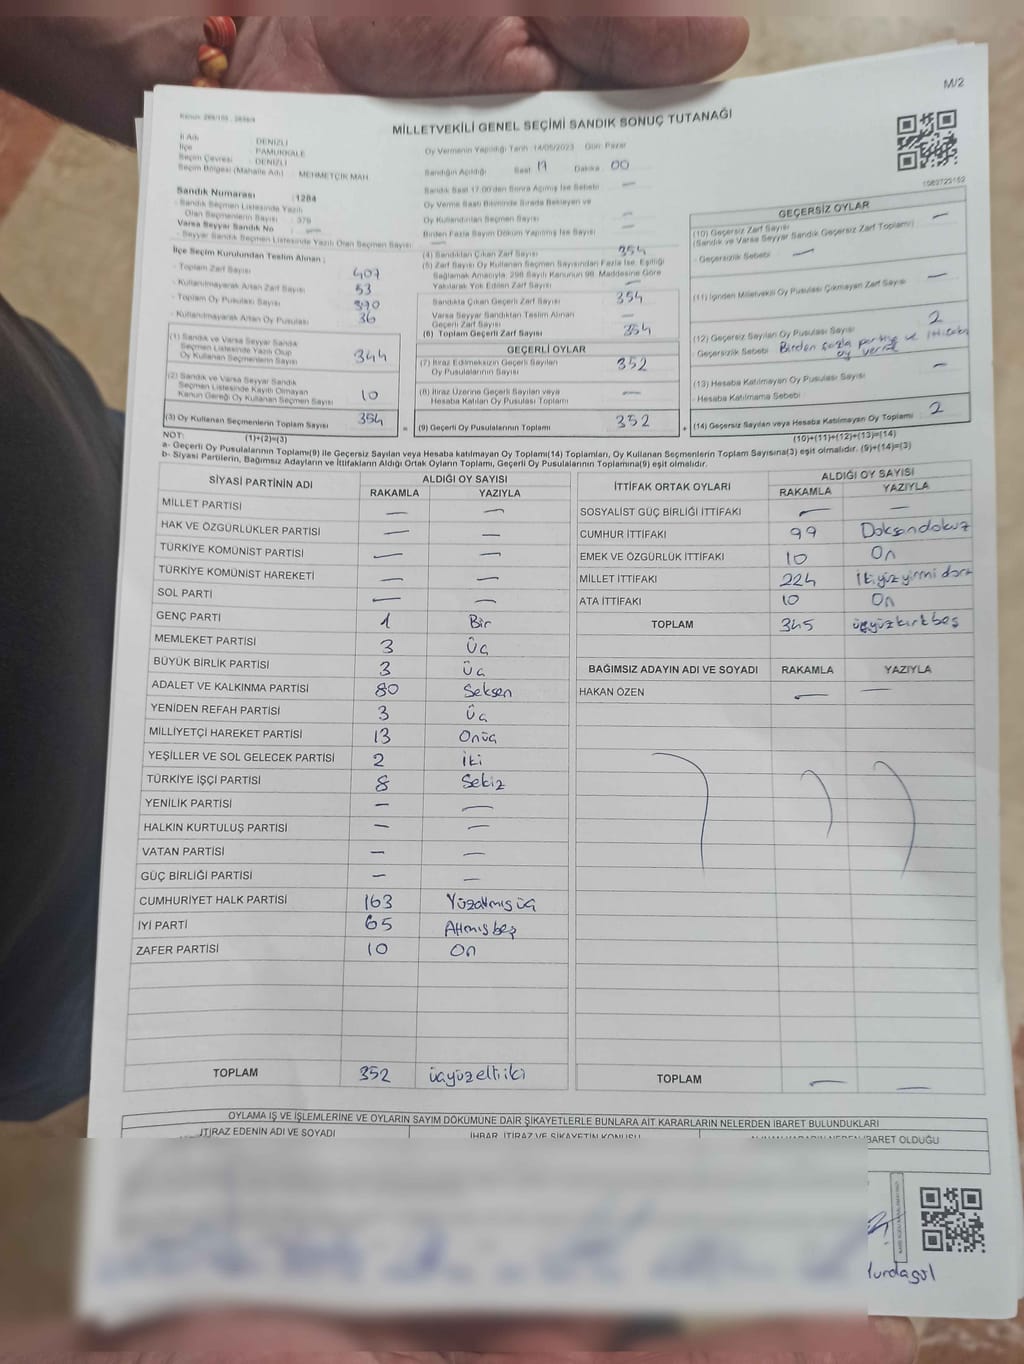 M/2
MİLLETVEKİLİ GENEL SEÇİMİ SANDIK SONUÇ TUTANAĞI
İl Adı : DENİZLİ
İlçe : PAMUKKALE
Seçim Çevresi : DENİZLİ
Seçim Bölgesi (Mahalle Adı) : MEHMETÇİK MAH.
Oy Vermenin Yapıldığı Tarih :14/05/2023 Gün: Pazar
Sandığın Açıldığı Saat 17 Dakika 00
Sandık Saat 17:00'den Sonra Açılmış İse Sebebi : —
Oy Verme Saati Bitiminde Sırada Bekleyen ve
Oy Kullandırılan Seçmen Sayısı —
Birden Fazla Sayım Döküm Yapılmış İse Sayısı —
Sandık Numarası :1284
- Sandık Seçmen Listesinde Yazılı
Olan Seçmenlerin Sayısı : 376
Varsa Seyyar Sandık No : —
- Seyyar Sandık Seçmen Listesinde Yazılı Olan Seçmen Sayısı : —
İlçe Seçim Kurulundan Teslim Alınan ;
- Toplam Zarf Sayısı 407
- Kullanılmayarak Artan Zarf Sayısı 53
- Toplam Oy Pusulası Sayısı 390
- Kullanılmayarak Artan Oy Pusulası 36
(1) Sandık ve Varsa Seyyar Sandık
Seçmen Listesinde Yazılı Olup
Oy Kullanan Seçmenlerin Sayısı 344
(2) Sandık ve Varsa Seyyar Sandık
Seçmen Listesinde Kayıtlı Olmayan
Kanun Gereği Oy Kullanan Seçmen Sayısı 10
(3) Oy Kullanan Seçmenlerin Toplam Sayısı 354
(4) Sandıktan Çıkan Zarf Sayısı 354
(5) Zarf Sayısı Oy Kullanan Seçmen Sayısından Fazla İse, Eşitliği
Sağlamak Amacıyla, 298 Sayılı Kanunun 98. Maddesine Göre
Yakılarak Yok Edilen Zarf Sayısı —
Sandıkta Çıkan Geçerli Zarf Sayısı 354
Varsa Seyyar Sandıktan Teslim Alınan
Geçerli Zarf Sayısı —
(6) Toplam Geçerli Zarf Sayısı 354
GEÇERLİ OYLAR
(7) İtiraz Edilmeksizin Geçerli Sayılan
Oy Pusulalarının Sayısı 352
(8) İtiraz Üzerine Geçerli Sayılan veya
Hesaba Katılan Oy Pusulası Toplamı —
= (9) Geçerli Oy Pusulalarının Toplamı 352
1083722152
GEÇERSİZ OYLAR
(10) Geçersiz Zarf Sayısı —
(Sandık ve Varsa Seyyar Sandık Geçersiz Zarf Toplamı)
- Geçersizlik Sebebi : —
(11) İçinden Milletvekili Oy Pusulası Çıkmayan Zarf Sayısı —
(12) Geçersiz Sayılan Oy Pusulası Sayısı 2
- Geçersizlik Sebebi : Birden fazla partiye ve ittifaka
oy verme
(13) Hesaba Katılmayan Oy Pusulası Sayısı —
- Hesaba Katılmama Sebebi :
+ (14) Geçersiz Sayılan veya Hesaba Katılmayan Oy Toplamı 2
NOT: (1)+(2)=(3) (10)+(11)+(12)+(13)=(14)
a- Geçerli Oy Pusulalarının Toplamı(9) ile Geçersiz Sayılan veya Hesaba katılmayan Oy Toplamı(14) Toplamları, Oy Kullanan Seçmenlerin Toplam Sayısına(3) eşit olmalıdır. (9)+(14)=(3)
b- Siyasi Partilerin, Bağımsız Adayların ve İttifakların Aldığı Ortak Oyların Toplamı, Geçerli Oy Pusulalarının Toplamına(9) eşit olmalıdır.
SİYASİ PARTİNİN ADI ALDIĞI OY SAYISI
RAKAMLA YAZIYLA
MİLLET PARTİSİ — —
HAK VE ÖZGÜRLÜKLER PARTİSİ — —
TÜRKİYE KOMÜNİST PARTİSİ — —
TÜRKİYE KOMÜNİST HAREKETİ — —
SOL PARTİ — —
GENÇ PARTİ 1 Bir
MEMLEKET PARTİSİ 3 Üç
BÜYÜK BİRLİK PARTİSİ 3 Üç
ADALET VE KALKINMA PARTİSİ 80 Seksen
YENİDEN REFAH PARTİSİ 3 Üç
MİLLİYETÇİ HAREKET PARTİSİ 13 Onüç
YEŞİLLER VE SOL GELECEK PARTİSİ 2 İki
TÜRKİYE İŞÇİ PARTİSİ 8 Sekiz
YENİLİK PARTİSİ — —
HALKIN KURTULUŞ PARTİSİ — —
VATAN PARTİSİ — —
GÜÇ BİRLİĞİ PARTİSİ — —
CUMHURİYET HALK PARTİSİ 163 Yüzaltmışüç
İYİ PARTİ 65 Altmışbeş
ZAFER PARTİSİ 10 On
TOPLAM 352 üçyüzelliiki
İTTİFAK ORTAK OYLARI ALDIĞI OY SAYISI
RAKAMLA YAZIYLA
SOSYALİST GÜÇ BİRLİĞİ İTTİFAKI — —
CUMHUR İTTİFAKI 99 Doksandokuz
EMEK VE ÖZGÜRLÜK İTTİFAKI 10 On
MİLLET İTTİFAKI 224 İkiyüzyirmidört
ATA İTTİFAKI 10 On
TOPLAM 345 üçyüzkırkbeş
BAĞIMSIZ ADAYIN ADI VE SOYADI RAKAMLA YAZIYLA
HAKAN ÖZEN — —
TOPLAM — —
OYLAMA İŞ VE İŞLEMLERİNE VE OYLARIN SAYIM DÖKÜMÜNE DAİR ŞİKAYETLERLE BUNLARA AİT KARARLARIN NELERDEN İBARET BULUNDUKLARI
İTİRAZ EDENİN ADI VE SOYADI İHBAR, İTİRAZ VE ŞİKAYETİN KONUSU İBARET OLDUĞU